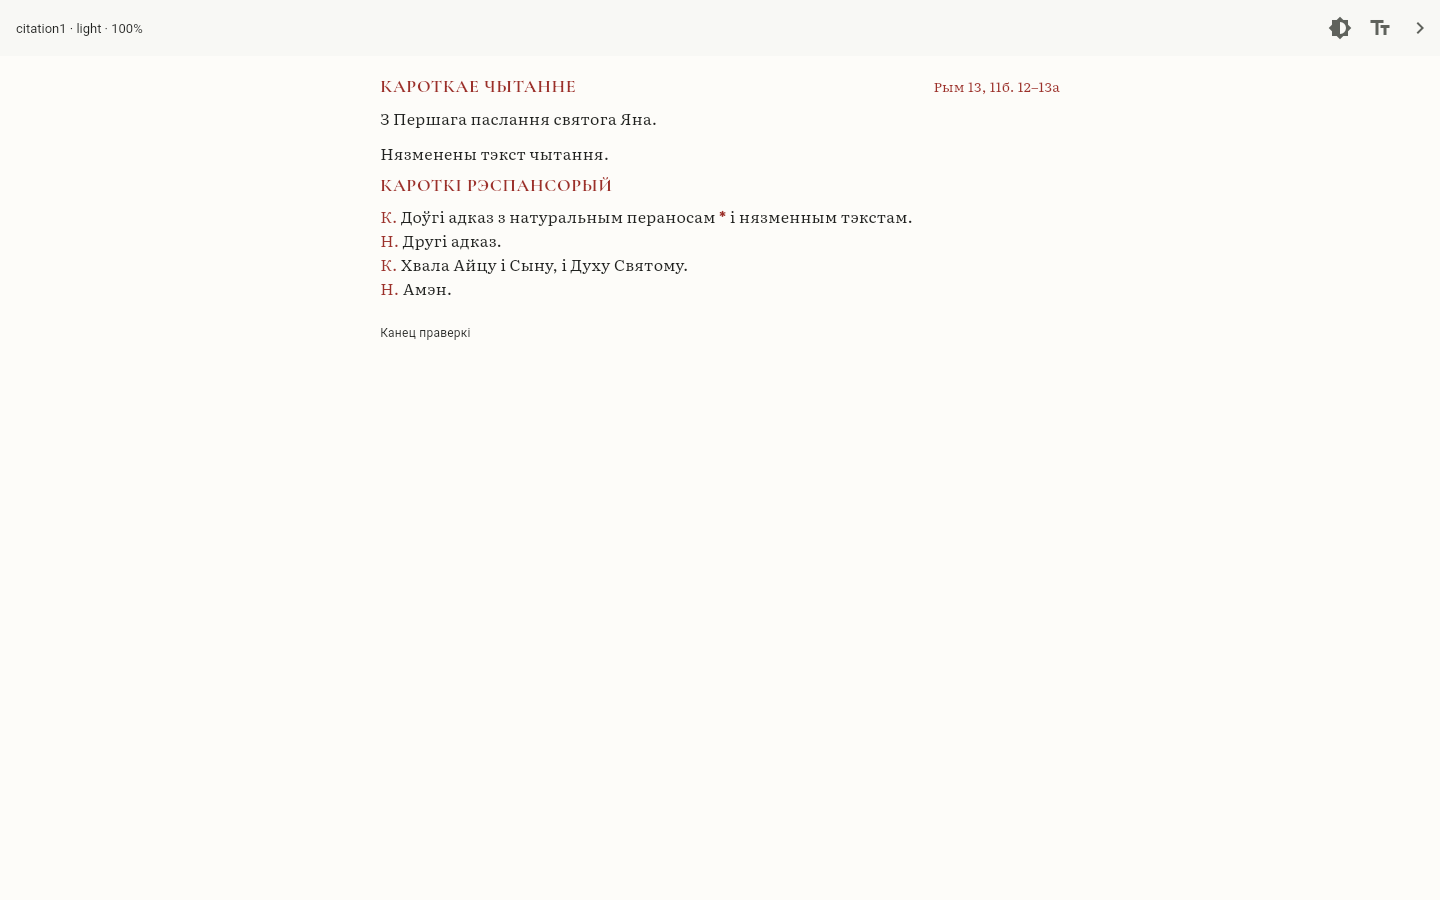 citation1 · light · 100%
КАРОТКАЕ ЧЫТАННЕ Рым 13, 11б. 12–13а
З Першага паслання святога Яна.
Нязменены тэкст чытання.
КАРОТКІ РЭСПАНСОРЫЙ
К. Доўгі адказ з натуральным пераносам * і нязменным тэкстам.
Н. Другі адказ.
К. Хвала Айцу і Сыну, і Духу Святому.
Н. Амэн.
Канец праверкі